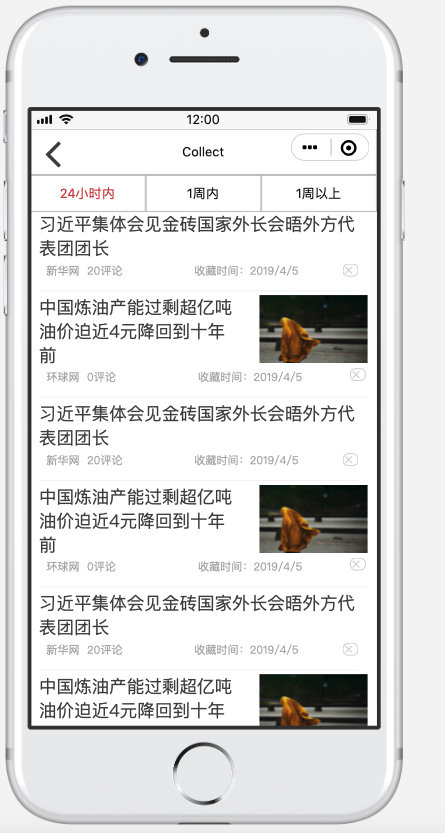 12:00
Collect
24小时内 1周内 1周以上
习近平集体会见金砖国家外长会晤外方代
表团团长
新华网 20评论 收藏时间：2019/4/5
中国炼油产能过剩超亿吨
油价迫近4元降回到十年
前
环球网 0评论 收藏时间：2019/4/5
习近平集体会见金砖国家外长会晤外方代
表团团长
新华网 20评论 收藏时间：2019/4/5
中国炼油产能过剩超亿吨
油价迫近4元降回到十年
前
环球网 0评论 收藏时间：2019/4/5
习近平集体会见金砖国家外长会晤外方代
表团团长
新华网 20评论 收藏时间：2019/4/5
中国炼油产能过剩超亿吨
油价迫近4元降回到十年